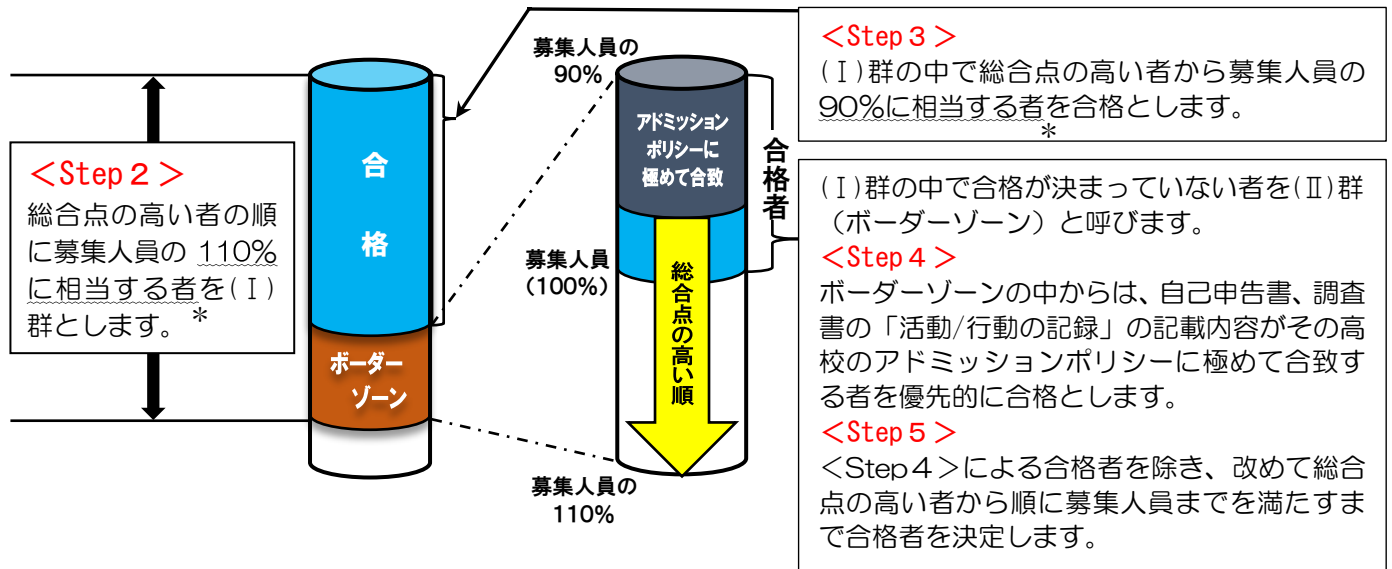 <Step２>
総合点の高い者の順
に募集人員の 110%
に相当する者を(Ⅰ)
群とします。 *
合
格
ボーダー
ゾーン
募集人員の
90%
募集人員
(100%)
募集人員の
110%
アドミッション
ポリシーに
極めて合致
総合点の高い順
合格者
<Step３>
(Ⅰ)群の中で総合点の高い者から募集人員の
90%に相当する者を合格とします。
*
(Ⅰ)群の中で合格が決まっていない者を(Ⅱ)群
（ボーダーゾーン）と呼びます。
<Step４>
ボーダーゾーンの中からは、自己申告書、調査
書の「活動/行動の記録」の記載内容がその高
校のアドミッションポリシーに極めて合致す
る者を優先的に合格とします。
<Step５>
<Step４>による合格者を除き、改めて総合
点の高い者から順に募集人員までを満たすま
で合格者を決定します。